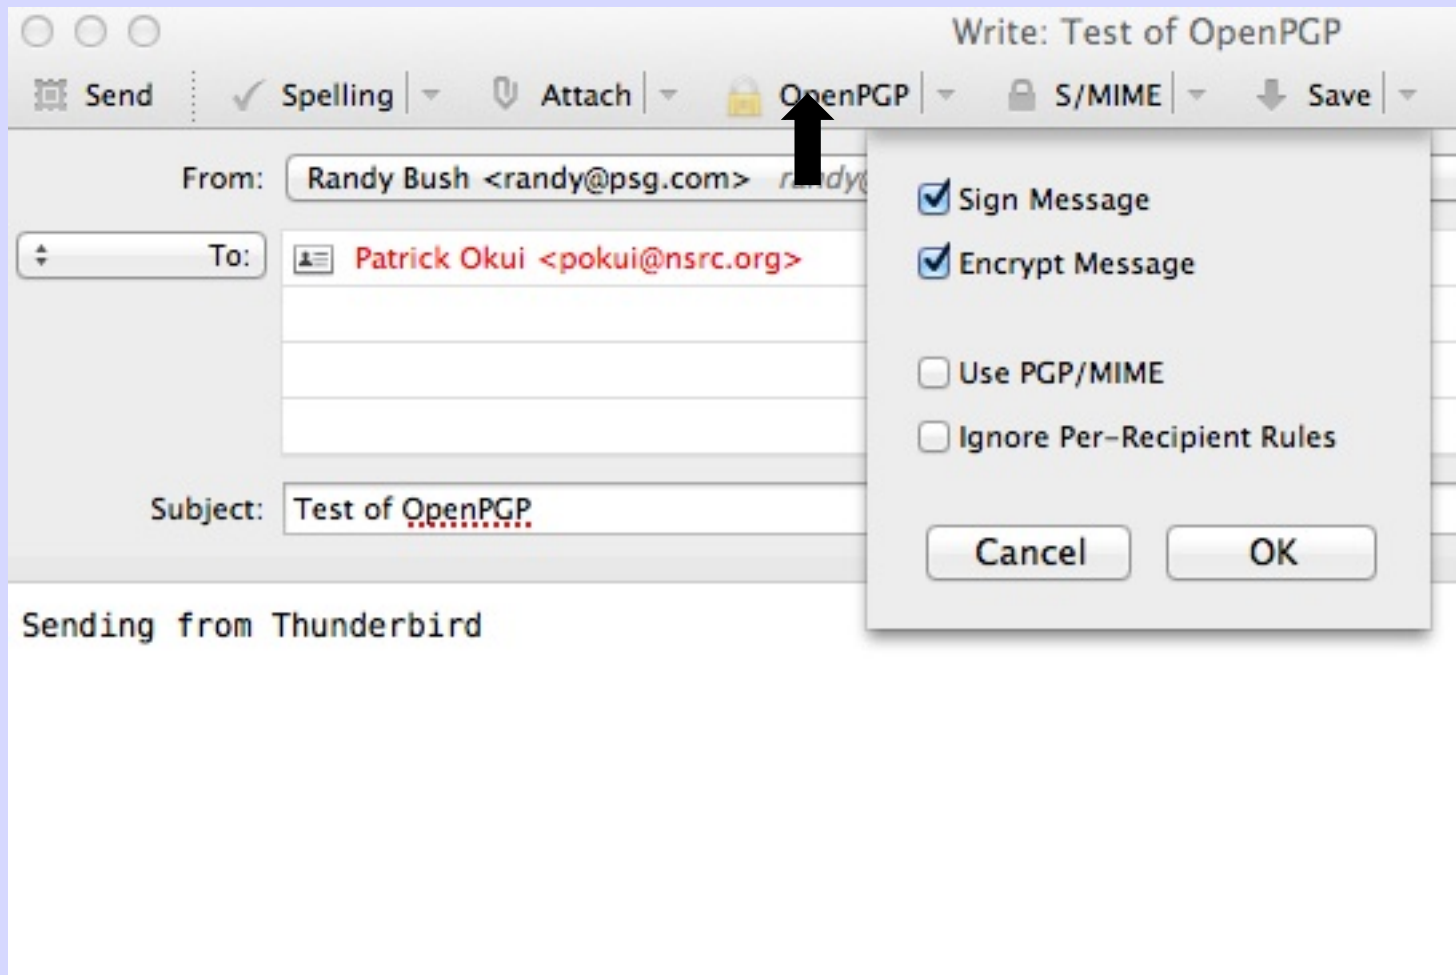 Write: Test of OpenPGP
Send Spelling Attach OpenPGP S/MIME Save
From: Randy Bush <randy@psg.com> randy@
To: Patrick Okui <pokui@nsrc.org>
Subject: Test of OpenPGP
Sending from Thunderbird
Sign Message
Encrypt Message
Use PGP/MIME
Ignore Per-Recipient Rules
Cancel OK